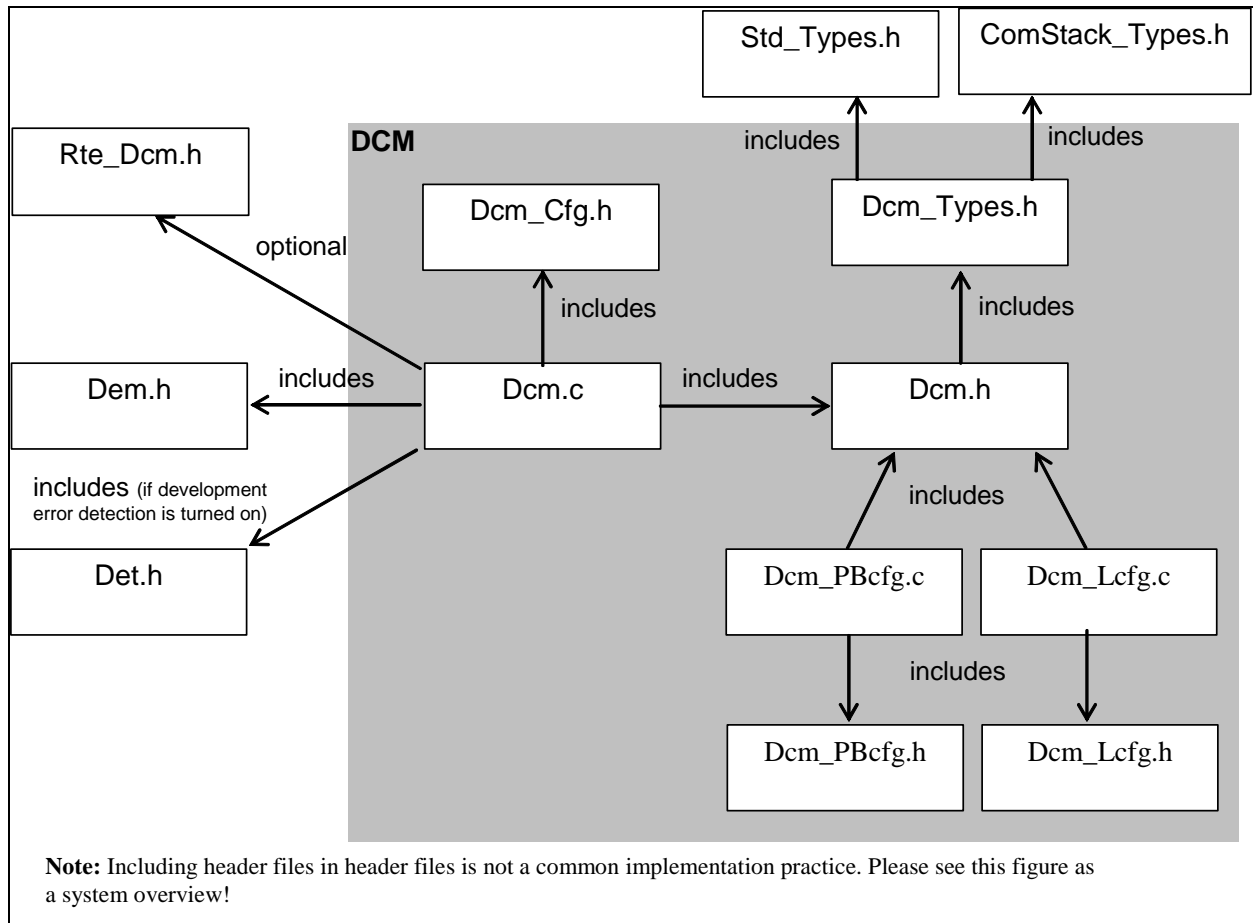 Std_Types.h
ComStack_Types.h
Rte_Dcm.h
DCM
includes
includes
Dcm_Cfg.h
Dcm_Types.h
optional
includes
includes
Dem.h
includes
Dcm.c
includes
Dcm.h
includes (if development
error detection is turned on)
includes
Det.h
Dcm_PBcfg.c
Dcm_Lcfg.c
includes
Dcm_PBcfg.h
Dcm_Lcfg.h
Note: Including header files in header files is not a common implementation practice. Please see this figure as
a system overview!